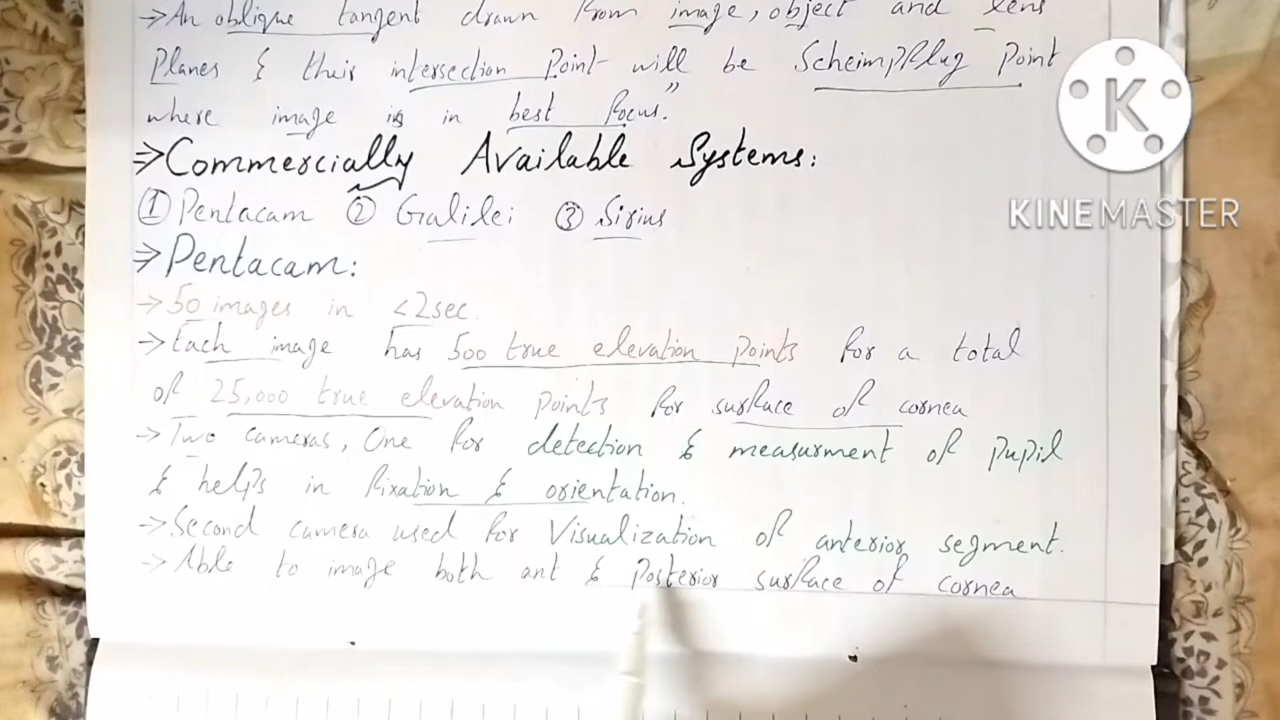 →An oblique tangent drawn from image, object and lens
Planes & their intersection Point will be Scheimpflug Point
where image is in best focus."
⇒Commercially Available Systems:
① Pentacam ② Galilei ③ Sirius
⇒Pentacam:
→50 images in <2sec.
→Each image has 500 true elevation points for a total
of 25,000 true elevation points for surface of cornea
→Two cameras, One for detection & measurment of pupil
& helps in fixation & orientation.
→Second camera used for Visualization of anterior segment.
→Able to image both ant & Posterior surface of cornea
K
KINEMASTER